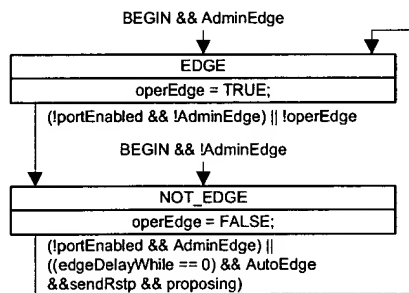 BEGIN && AdminEdge
EDGE
operEdge = TRUE;
(!portEnabled && !AdminEdge) || !operEdge
BEGIN && !AdminEdge
NOT_EDGE
operEdge = FALSE;
(!portEnabled && AdminEdge) ||
((edgeDelayWhile == 0) && AutoEdge
&&sendRstp && proposing)